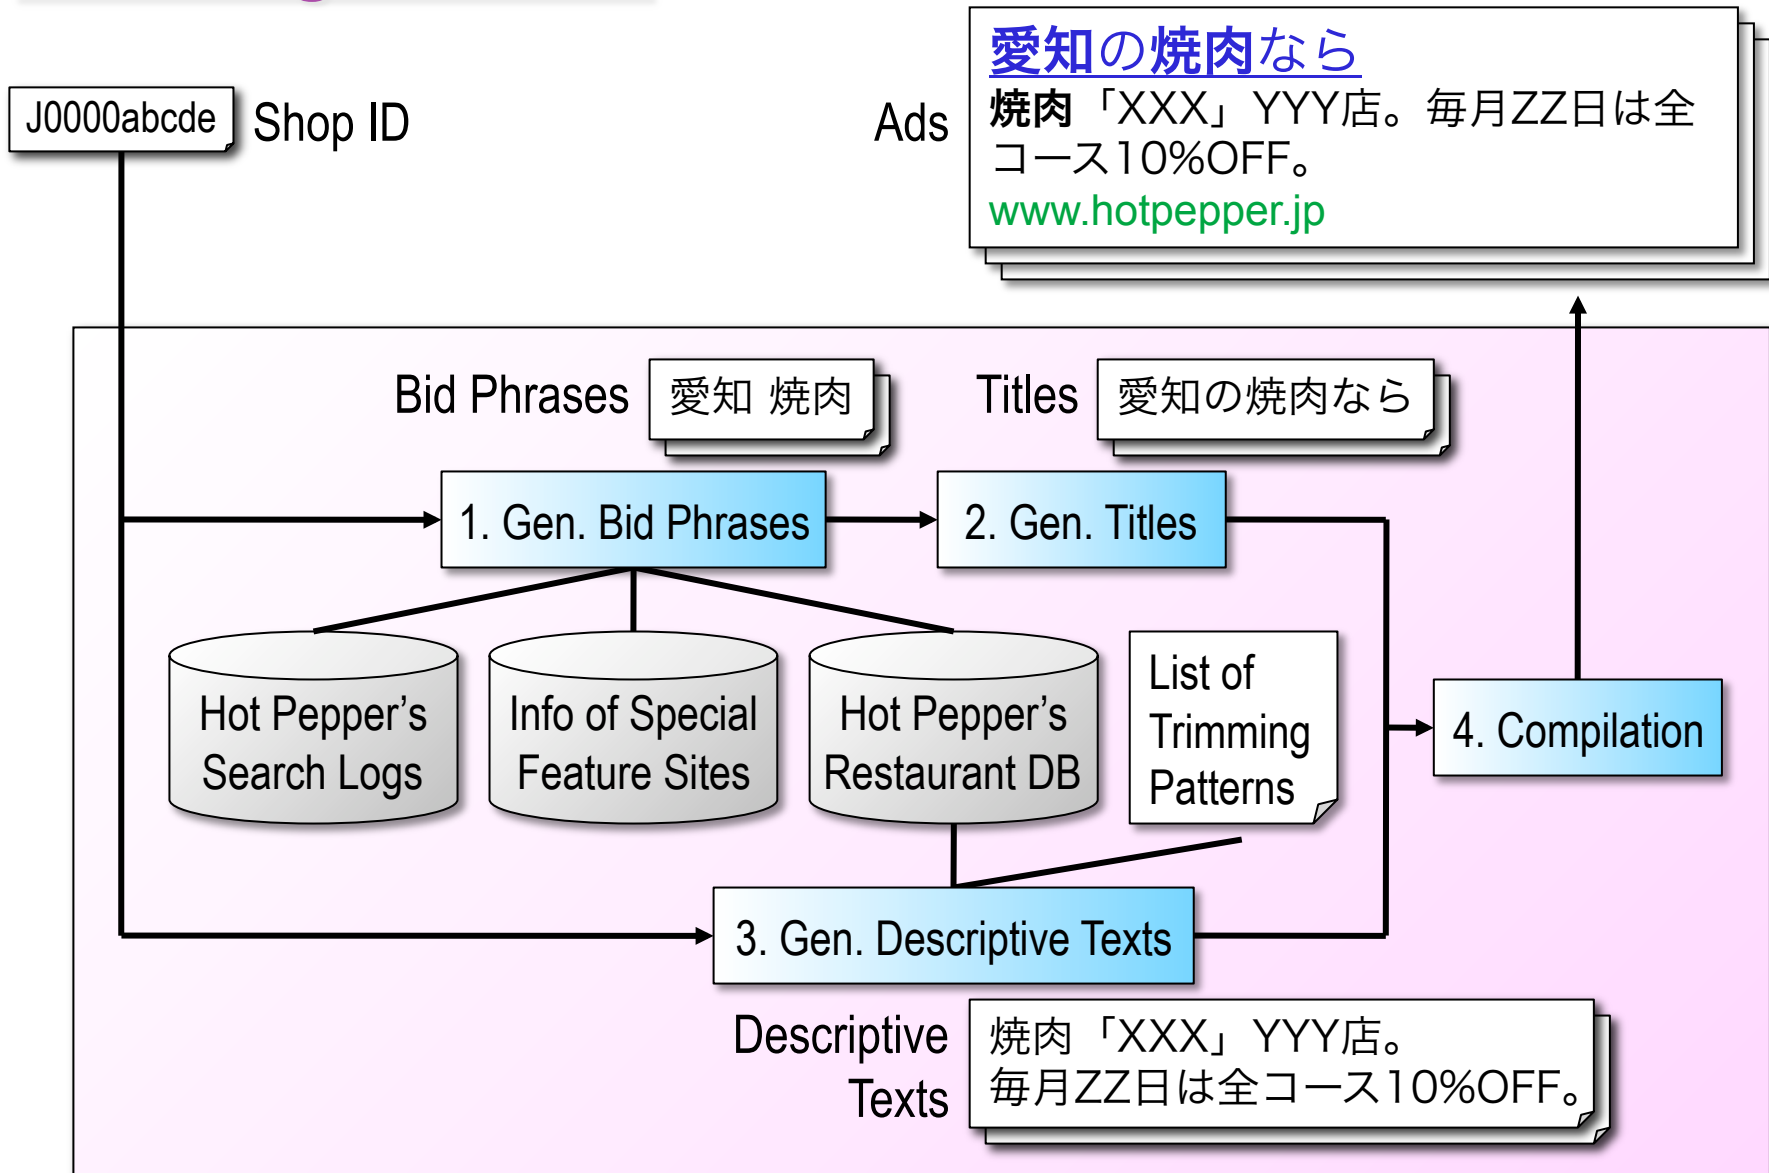 J0000abcde
Shop ID
Ads
愛知の焼肉なら
焼肉「XXX」YYY店。毎月ZZ日は全
コース10%OFF。
www.hotpepper.jp
Bid Phrases
愛知 焼肉
Titles
愛知の焼肉なら
1. Gen. Bid Phrases
2. Gen. Titles
Hot Pepper’s
Search Logs
Info of Special
Feature Sites
Hot Pepper’s
Restaurant DB
List of
Trimming
Patterns
4. Compilation
3. Gen. Descriptive Texts
Descriptive
Texts
焼肉「XXX」YYY店。
毎月ZZ日は全コース10%OFF。